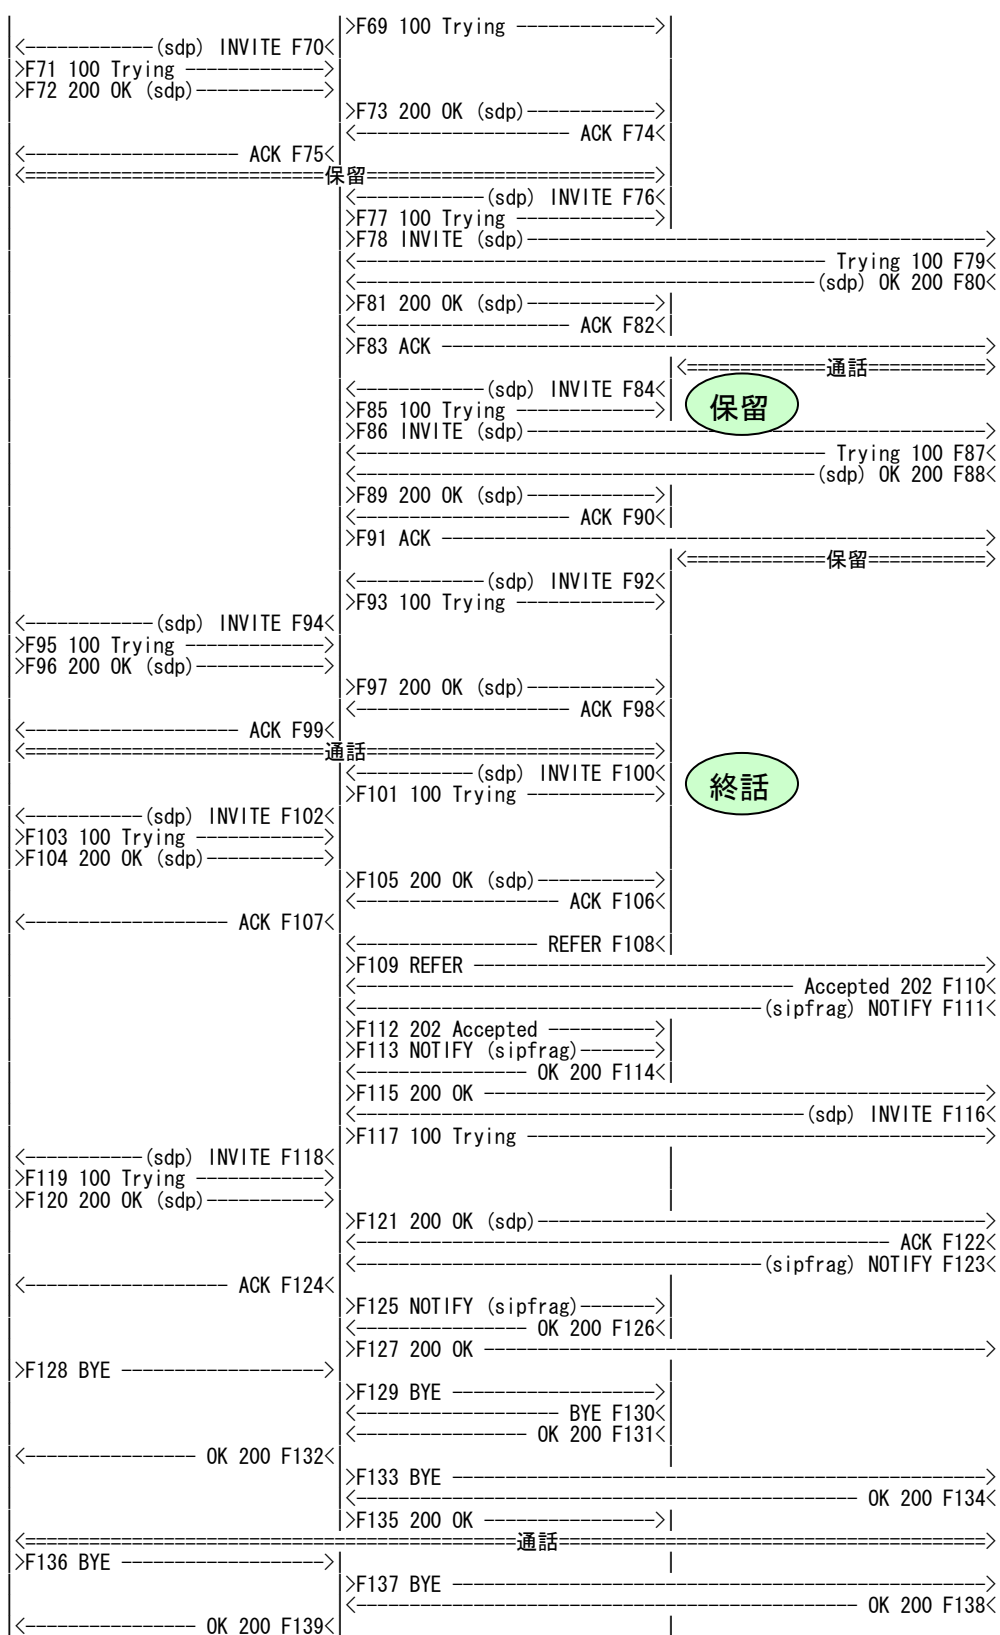 >F69 100 Trying ------------->
<------------(sdp) INVITE F70<
>F71 100 Trying ------------->
>F72 200 OK (sdp)------------>
>F73 200 OK (sdp)------------>
<-------------------- ACK F74<
<-------------------- ACK F75<
<============================保留===========================>
<------------(sdp) INVITE F76<
>F77 100 Trying ------------->
>F78 INVITE (sdp)------------------------------------------->
<-------------------------------------------- Trying 100 F79<
<-------------------------------------------(sdp) OK 200 F80<
>F81 200 OK (sdp)------------>
<-------------------- ACK F82<
>F83 ACK --------------------------------------------------->
<=============通話===========>
<------------(sdp) INVITE F84<
>F85 100 Trying ------------->
保留
>F86 INVITE (sdp)------------------------------------------->
<-------------------------------------------- Trying 100 F87<
<-------------------------------------------(sdp) OK 200 F88<
>F89 200 OK (sdp)------------>
<-------------------- ACK F90<
>F91 ACK --------------------------------------------------->
<=============保留===========>
<------------(sdp) INVITE F92<
>F93 100 Trying ------------->
<------------(sdp) INVITE F94<
>F95 100 Trying ------------->
>F96 200 OK (sdp)------------>
>F97 200 OK (sdp)------------>
<-------------------- ACK F98<
<-------------------- ACK F99<
<============================通話===========================>
<-----------(sdp) INVITE F100<
>F101 100 Trying ------------>
終話
<-----------(sdp) INVITE F102<
>F103 100 Trying ------------>
>F104 200 OK (sdp)----------->
>F105 200 OK (sdp)----------->
<------------------- ACK F106<
<------------------- ACK F107<
<----------------- REFER F108<
>F109 REFER ------------------------------------------------>
<----------------------------------------- Accepted 202 F110<
<--------------------------------------(sipfrag) NOTIFY F111<
>F112 202 Accepted ---------->
>F113 NOTIFY (sipfrag)------->
<---------------- OK 200 F114<
>F115 200 OK ----------------------------------------------->
<------------------------------------------(sdp) INVITE F116<
>F117 100 Trying ------------------------------------------->
<-----------(sdp) INVITE F118<
>F119 100 Trying ------------>
>F120 200 OK (sdp)----------->
>F121 200 OK (sdp)------------------------------------------>
<-------------------------------------------------- ACK F122<
<--------------------------------------(sipfrag) NOTIFY F123<
<------------------- ACK F124<
>F125 NOTIFY (sipfrag)------->
<---------------- OK 200 F126<
>F127 200 OK ----------------------------------------------->
>F128 BYE ------------------->
>F129 BYE ------------------->
<------------------- BYE F130<
<---------------- OK 200 F131<
<---------------- OK 200 F132<
>F133 BYE -------------------------------------------------->
<----------------------------------------------- OK 200 F134<
>F135 200 OK ---------------->
<==============================================通話========================================>
>F136 BYE ------------------->
>F137 BYE -------------------------------------------------->
<----------------------------------------------- OK 200 F138<
<---------------- OK 200 F139<